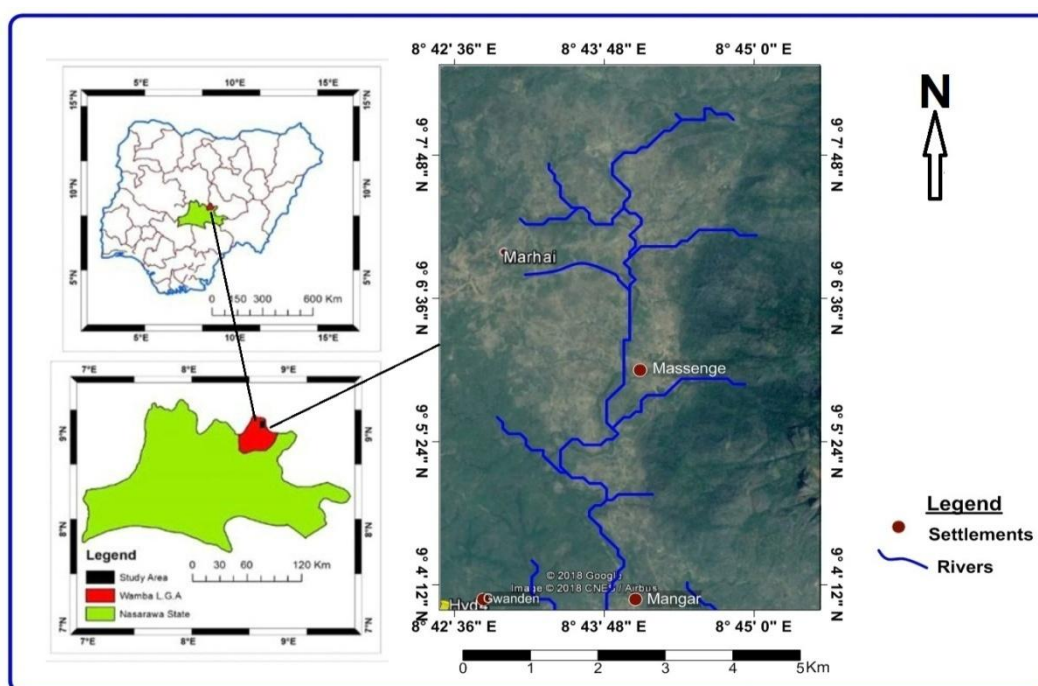 5°E 10°E 15°E
15°N 15°N
10°N 10°N
5°N 5°N
0 150 300 600 Km
5°E 10°E 15°E
7°E 8°E 9°E
9°N 9°N
8°N 8°N
7°N 7°N
Legend
Study Area
Wamba L.G.A
Nasarawa State
0 30 60 120 Km
7°E 8°E 9°E
8° 42' 36" E 8° 43' 48" E 8° 45' 0" E
9° 7' 48" N 9° 7' 48" N
9° 6' 36" N 9° 6' 36" N
9° 5' 24" N 9° 5' 24" N
9° 4' 12" N 9° 4' 12" N
Marhai
Massenge
© 2018 Google
Image © 2018 CNES / Airbus
Gwanden
Mangar
8° 42' 36" E 8° 43' 48" E 8° 45' 0" E
0 1 2 3 4 5Km
N
Legend
Settlements
Rivers